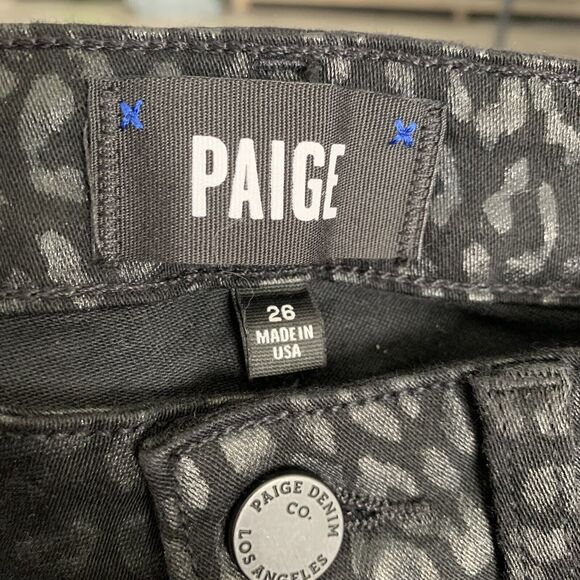 PAIGE
26
MADE IN
USA
PAIGE DENIM
CO.
LOS ANGELES